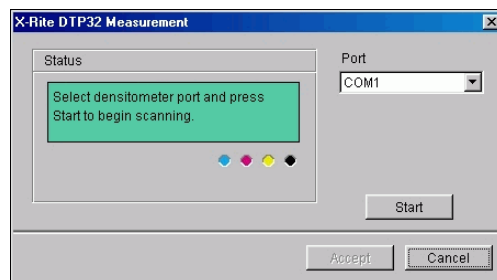 X-Rite DTP32 Measurement
Status
Select densitometer port and press
Start to begin scanning.
Port
COM1
Start
Accept
Cancel